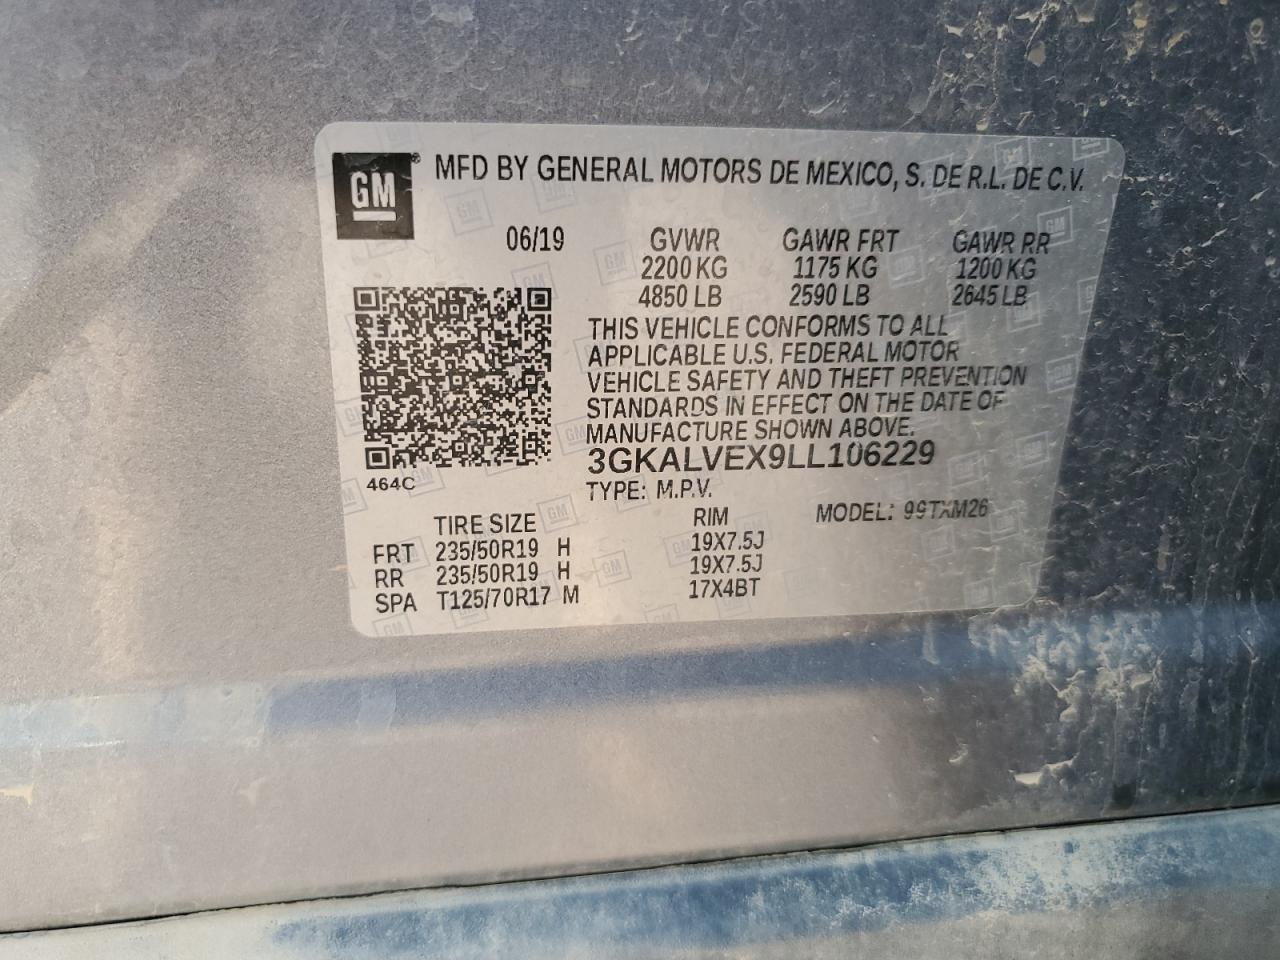 GM® MFD BY GENERAL MOTORS DE MEXICO, S. DE R.L. DE C.V.
06/19 GVWR GAWR FRT GAWR RR
2200 KG 1175 KG 1200 KG
4850 LB 2590 LB 2645 LB
THIS VEHICLE CONFORMS TO ALL
APPLICABLE U.S. FEDERAL MOTOR
VEHICLE SAFETY AND THEFT PREVENTION
STANDARDS IN EFFECT ON THE DATE OF
MANUFACTURE SHOWN ABOVE.
3GKALVEX9LL106229
464C
TYPE: M.P.V. MODEL: 99TXM26
TIRE SIZE RIM
FRT 235/50R19 H 19X7.5J
RR 235/50R19 H 19X7.5J
SPA T125/70R17 M 17X4BT